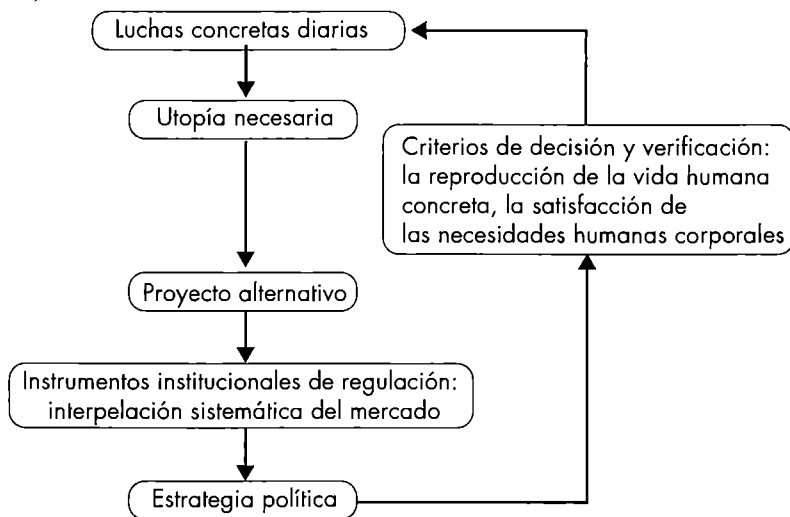 Luchas concretas diarias
Utopía necesaria
Criterios de decisión y verificación:
la reproducción de la vida humana
concreta, la satisfacción de
las necesidades humanas corporales
Proyecto alternativo
Instrumentos institucionales de regulación:
interpelación sistemática del mercado
Estrategia política